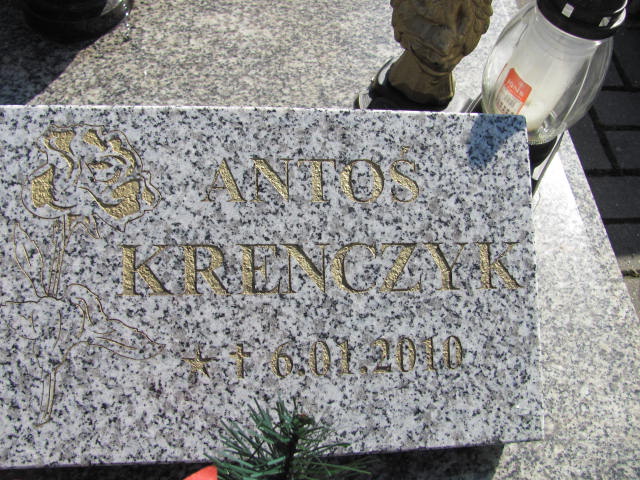 ANTOŚ
KRENCZYK
★ † 6.01.2010